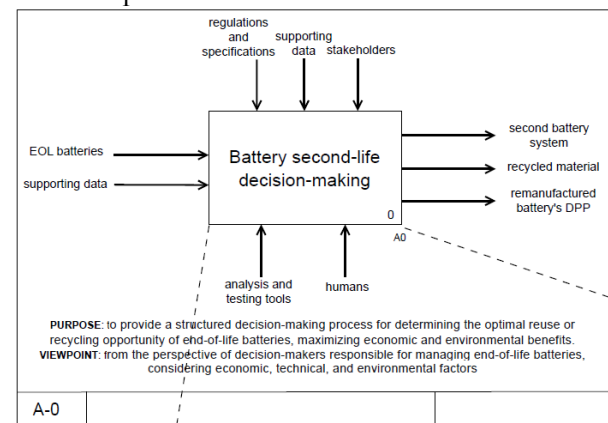 regulations
and
specifications
supporting
data
stakeholders
EOL batteries
supporting data
Battery second-life
decision-making
0
A0
second battery
system
recycled material
remanufactured
battery's DPP
analysis and
testing tools
humans
PURPOSE: to provide a structured decision-making process for determining the optimal reuse or
recycling opportunity of end-of-life batteries, maximizing economic and environmental benefits.
VIEWPOINT: from the perspective of decision-makers responsible for managing end-of-life batteries,
considering economic, technical, and environmental factors
A-0